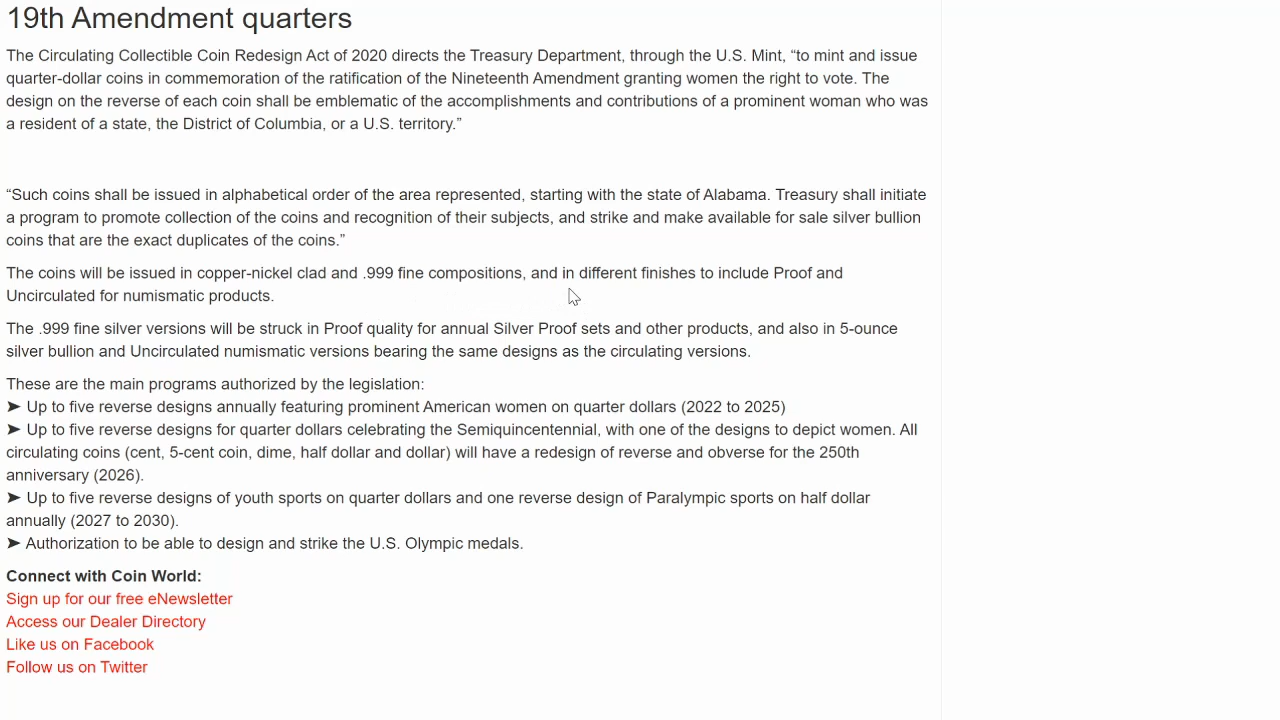 19th Amendment quarters
The Circulating Collectible Coin Redesign Act of 2020 directs the Treasury Department, through the U.S. Mint, “to mint and issue
quarter-dollar coins in commemoration of the ratification of the Nineteenth Amendment granting women the right to vote. The
design on the reverse of each coin shall be emblematic of the accomplishments and contributions of a prominent woman who was
a resident of a state, the District of Columbia, or a U.S. territory.”
“Such coins shall be issued in alphabetical order of the area represented, starting with the state of Alabama. Treasury shall initiate
a program to promote collection of the coins and recognition of their subjects, and strike and make available for sale silver bullion
coins that are the exact duplicates of the coins.”
The coins will be issued in copper-nickel clad and .999 fine compositions, and in different finishes to include Proof and
Uncirculated for numismatic products.
The .999 fine silver versions will be struck in Proof quality for annual Silver Proof sets and other products, and also in 5-ounce
silver bullion and Uncirculated numismatic versions bearing the same designs as the circulating versions.
These are the main programs authorized by the legislation:
➤ Up to five reverse designs annually featuring prominent American women on quarter dollars (2022 to 2025)
➤ Up to five reverse designs for quarter dollars celebrating the Semiquincentennial, with one of the designs to depict women. All
circulating coins (cent, 5-cent coin, dime, half dollar and dollar) will have a redesign of reverse and obverse for the 250th
anniversary (2026).
➤ Up to five reverse designs of youth sports on quarter dollars and one reverse design of Paralympic sports on half dollar
annually (2027 to 2030).
➤ Authorization to be able to design and strike the U.S. Olympic medals.
Connect with Coin World:
Sign up for our free eNewsletter
Access our Dealer Directory
Like us on Facebook
Follow us on Twitter